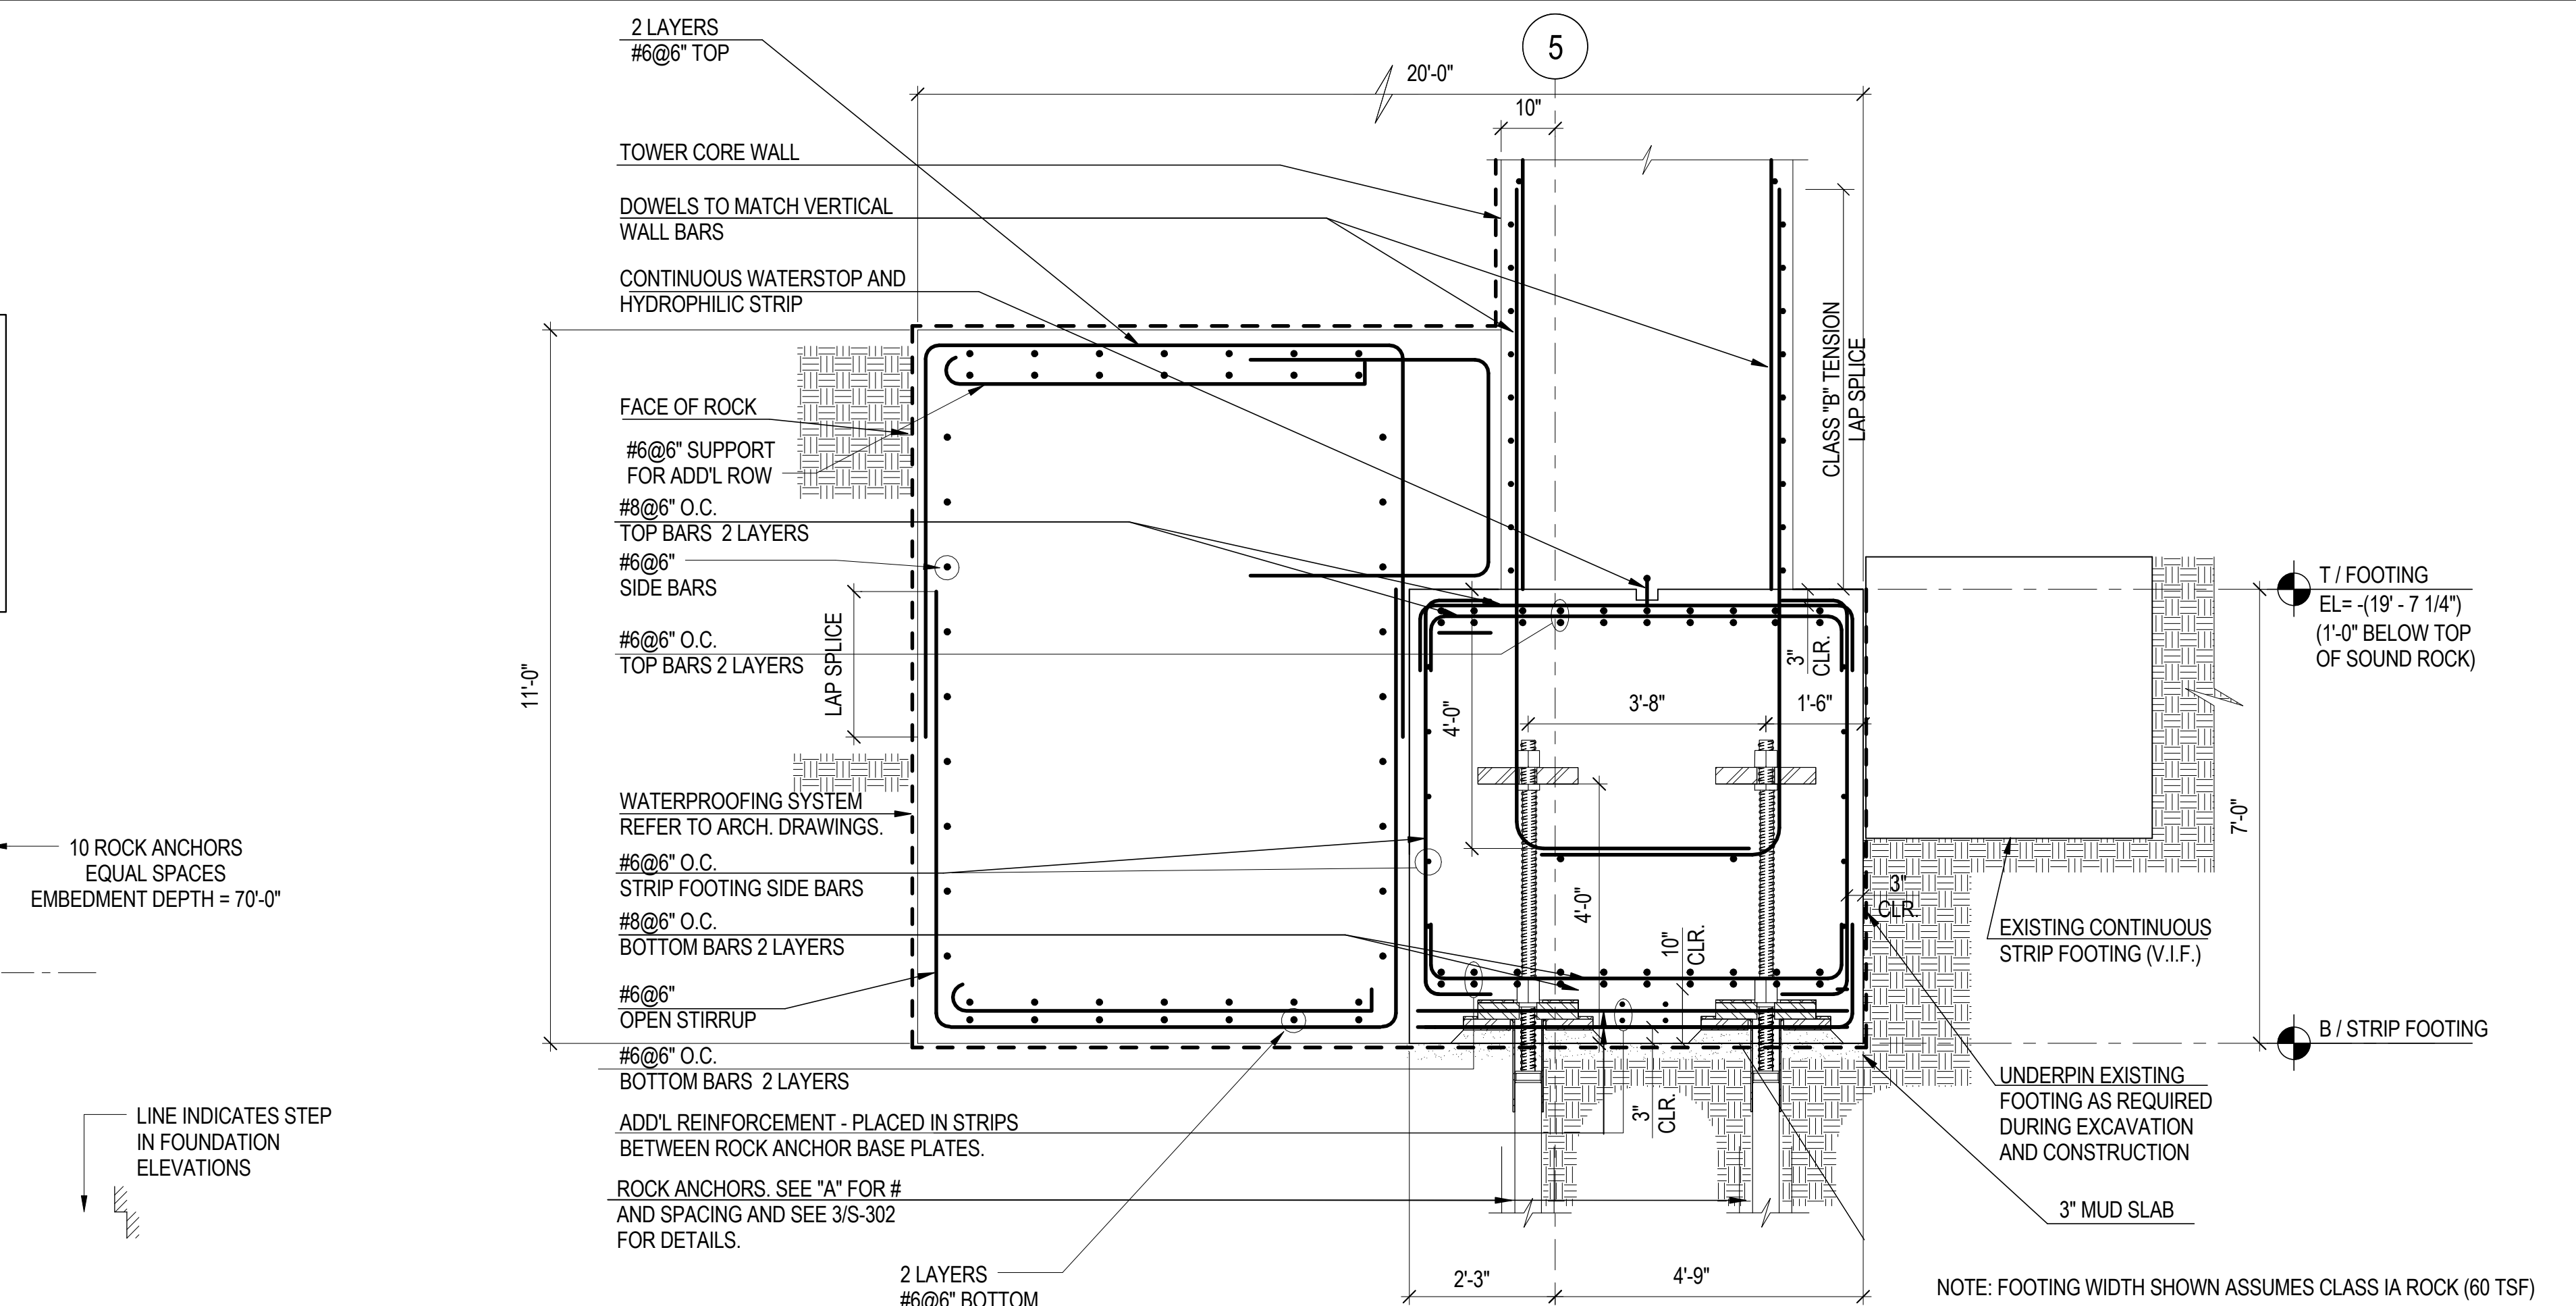 2 LAYERS
#6@6" TOP
5
20'-0"
10"
TOWER CORE WALL
DOWELS TO MATCH VERTICAL
WALL BARS
CONTINUOUS WATERSTOP AND
HYDROPHILIC STRIP
FACE OF ROCK
#6@6" SUPPORT
FOR ADD'L ROW
#8@6" O.C.
TOP BARS 2 LAYERS
#6@6"
SIDE BARS
#6@6" O.C.
TOP BARS 2 LAYERS
LAP SPLICE
11'-0"
WATERPROOFING SYSTEM
REFER TO ARCH. DRAWINGS.
#6@6" O.C.
STRIP FOOTING SIDE BARS
#8@6" O.C.
BOTTOM BARS 2 LAYERS
#6@6"
OPEN STIRRUP
#6@6" O.C.
BOTTOM BARS 2 LAYERS
ADD'L REINFORCEMENT - PLACED IN STRIPS
BETWEEN ROCK ANCHOR BASE PLATES.
ROCK ANCHORS. SEE "A" FOR #
AND SPACING AND SEE 3/S-302
FOR DETAILS.
2 LAYERS
#6@6" BOTTOM
10 ROCK ANCHORS
EQUAL SPACES
EMBEDMENT DEPTH = 70'-0"
LINE INDICATES STEP
IN FOUNDATION
ELEVATIONS
CLASS "B" TENSION
LAP SPLICE
3"
CLR.
4'-0"
3'-8"
1'-6"
4'-0"
10"
CLR.
3"
CLR.
3"
CLR.
2'-3"
4'-9"
T / FOOTING
EL= -(19' - 7 1/4")
(1'-0" BELOW TOP
OF SOUND ROCK)
7'-0"
EXISTING CONTINUOUS
STRIP FOOTING (V.I.F.)
B / STRIP FOOTING
UNDERPIN EXISTING
FOOTING AS REQUIRED
DURING EXCAVATION
AND CONSTRUCTION
3" MUD SLAB
NOTE: FOOTING WIDTH SHOWN ASSUMES CLASS IA ROCK (60 TSF)